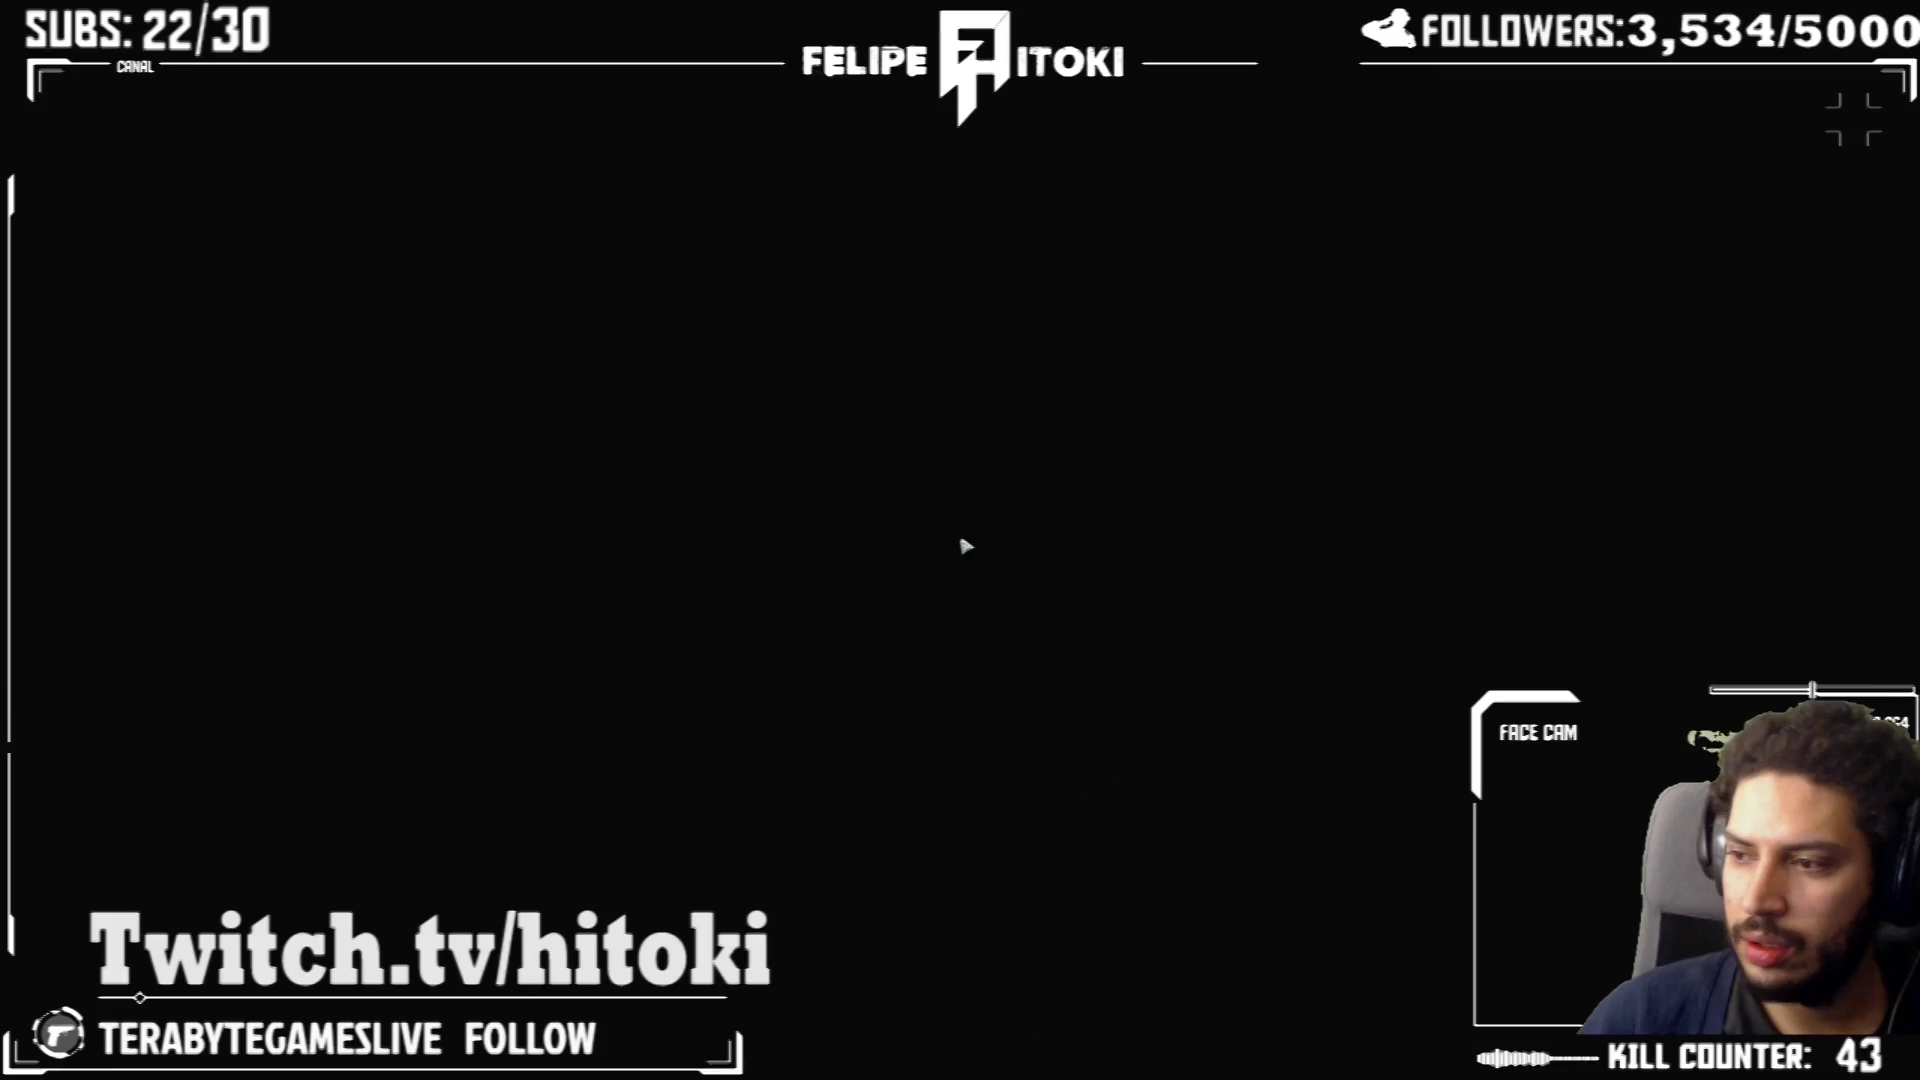 SUBS: 22/30
CANAL
FELIPE HITOKI
FOLLOWERS:3,534/5000
FACE CAM
Twitch.tv/hitoki
TERABYTEGAMESLIVE FOLLOW
KILL COUNTER: 43